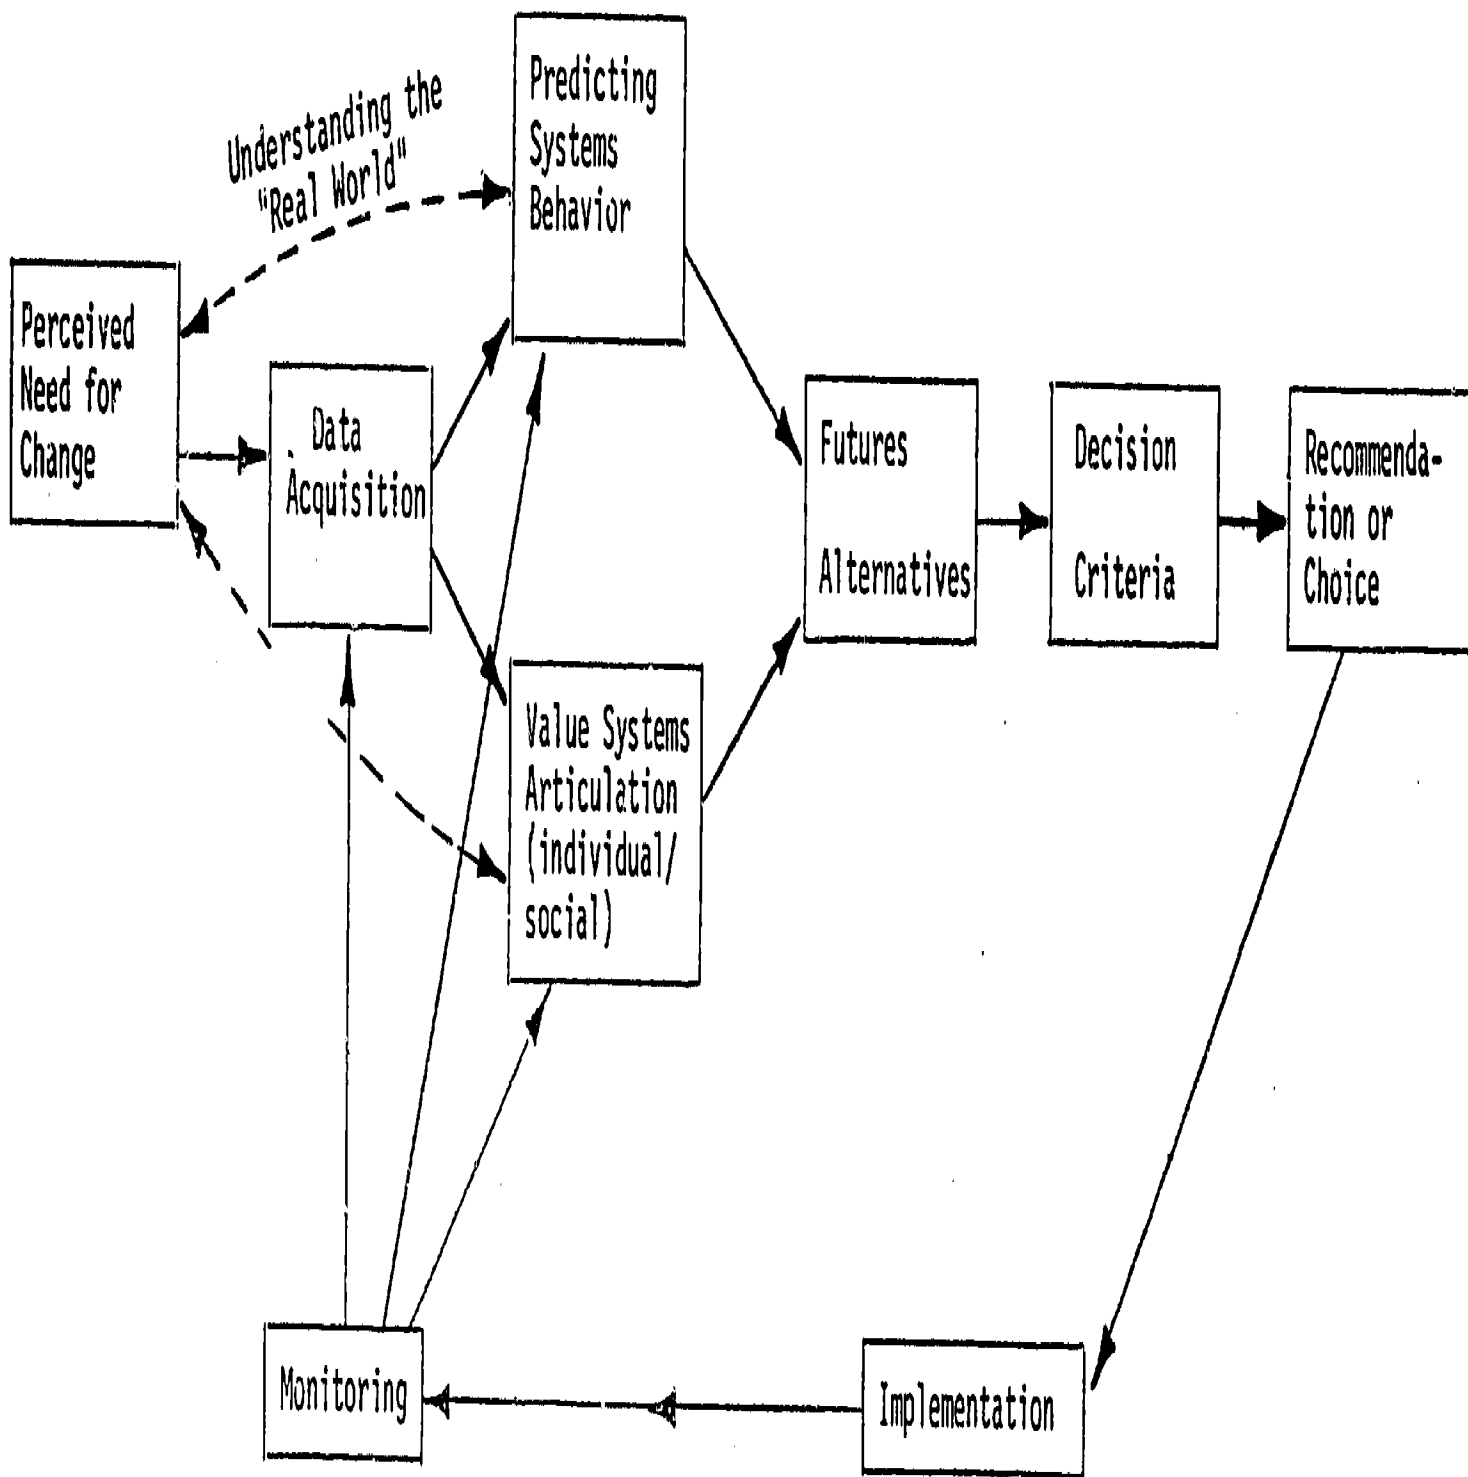 Understanding the
"Real World"
Predicting
Systems
Behavior
Perceived
Need for
Change
Data
Acquisition
Futures
Alternatives
Decision
Criteria
Recommenda-
tion or
Choice
Value Systems
Articulation
(individual/
social)
Monitoring
Implementation